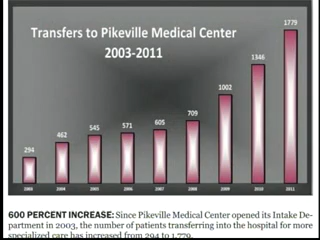 Transfers to Pikeville Medical Center
2003-2011
294
462
545
571
605
709
1002
1346
1779
2003 2004 2005 2006 2007 2008 2009 2010 2011
600 PERCENT INCREASE: Since Pikeville Medical Center opened its Intake De-
partment in 2003, the number of patients transferring into the hospital for more
specialized care has increased from 294 to 1,779.